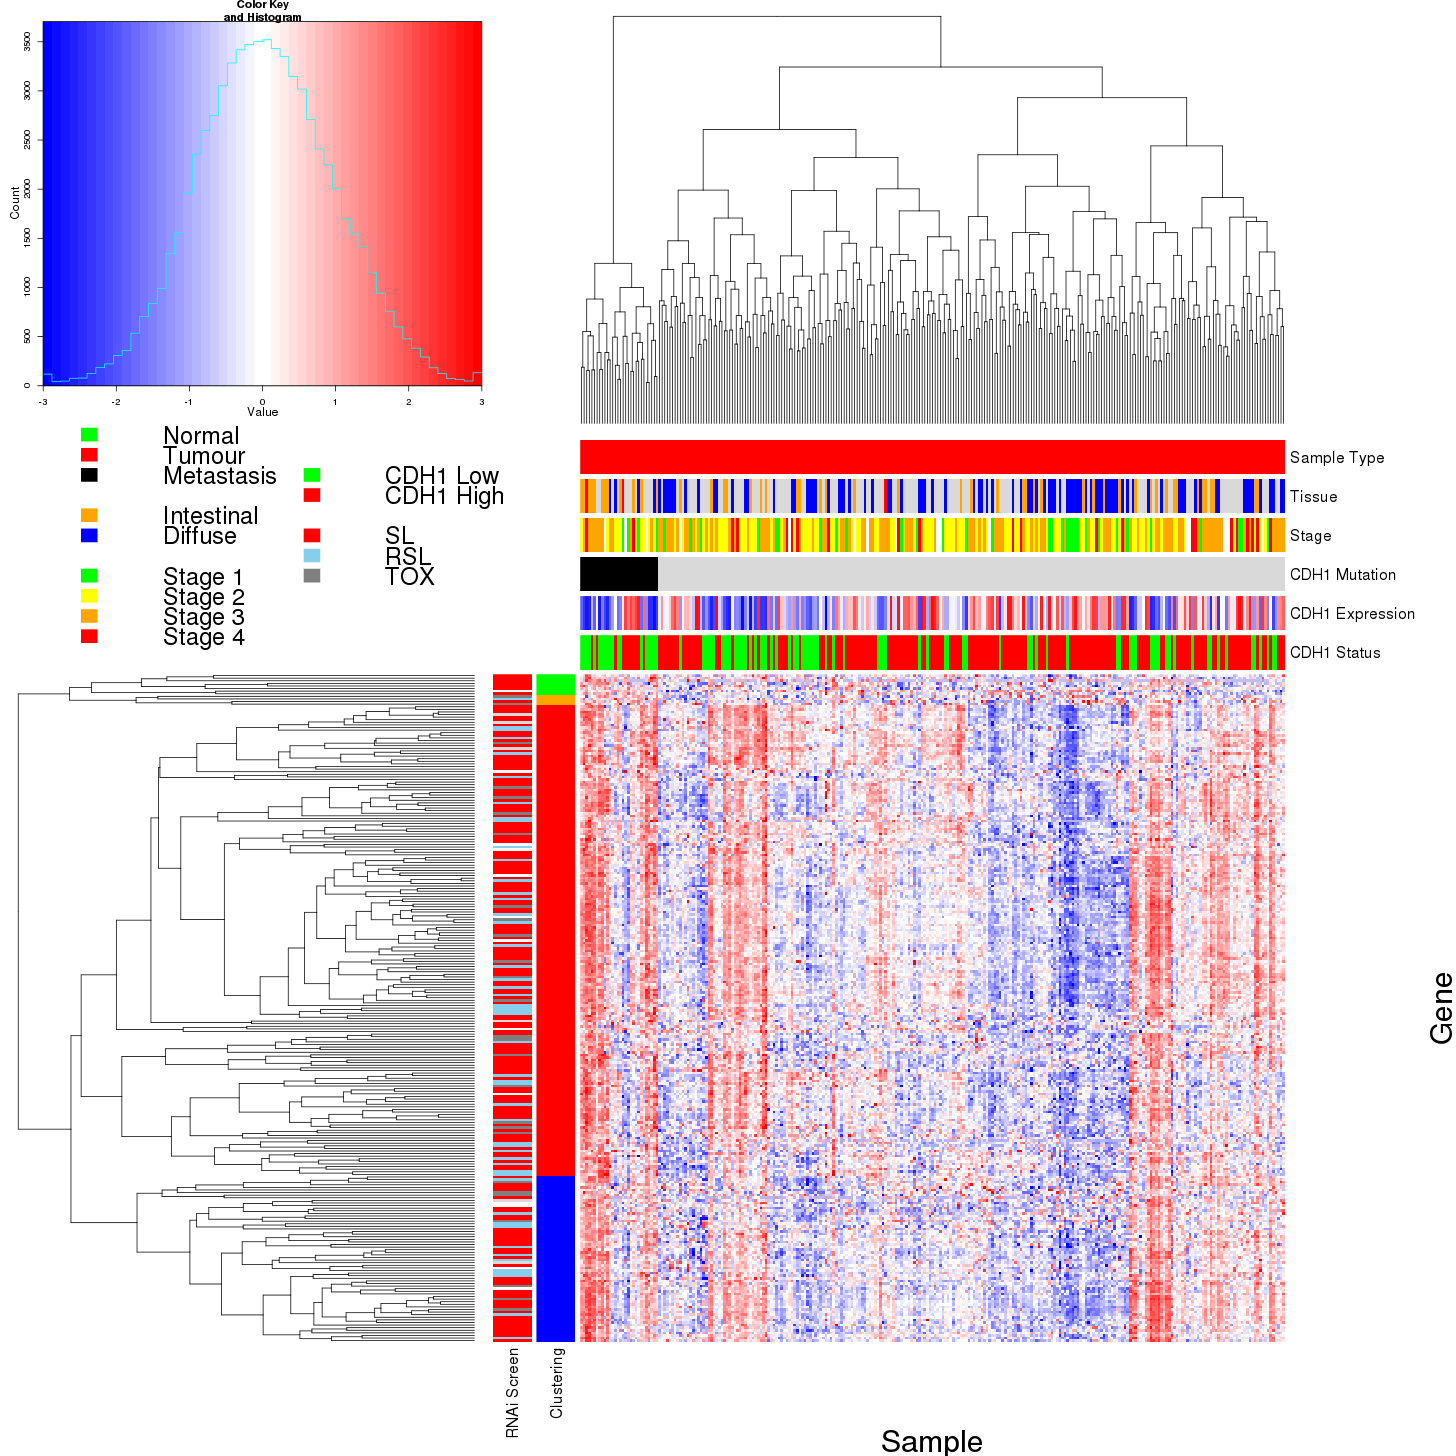 Color Key
and Histogram
Count
0
500
1000
1500
2000
2500
3000
3500
-3
-2
-1
0
1
2
3
Value
Normal
Tumour
Metastasis
Intestinal
Diffuse
Stage 1
Stage 2
Stage 3
Stage 4
CDH1 Low
CDH1 High
SL
RSL
TOX
Sample Type
Tissue
Stage
CDH1 Mutation
CDH1 Expression
CDH1 Status
RNAi Screen
Clustering
Gene
Sample